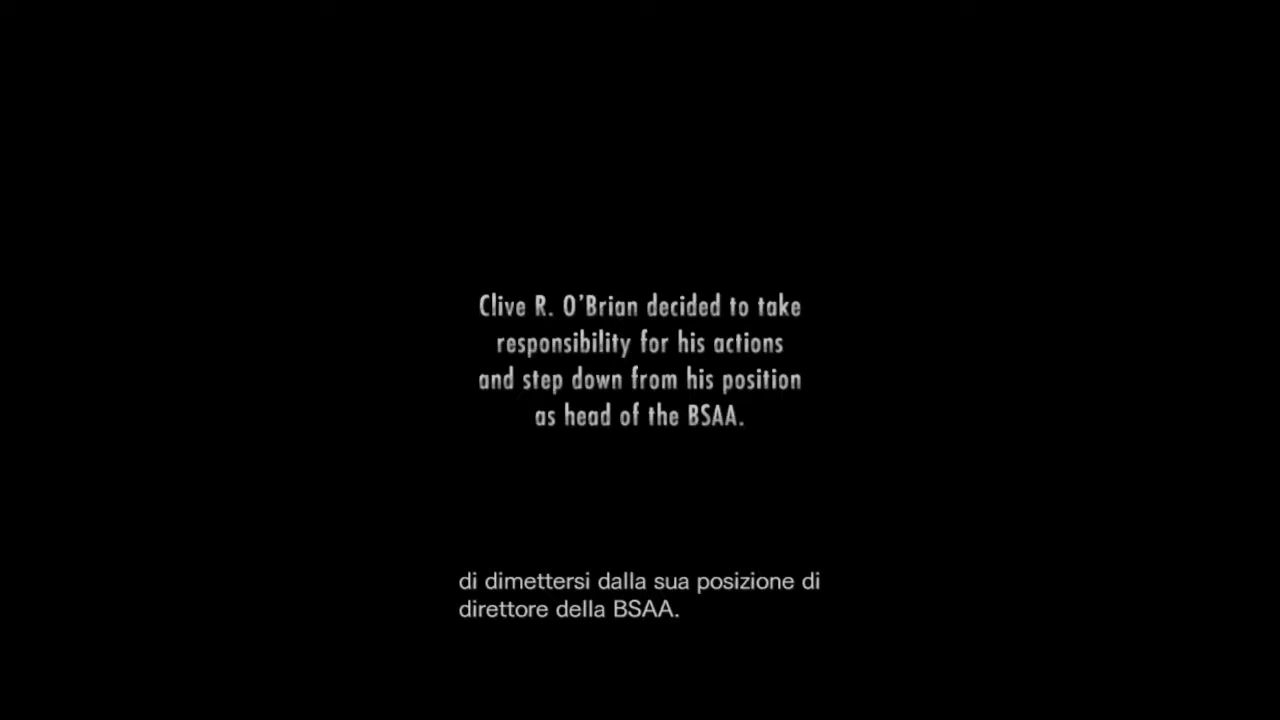 Clive R. O’Brian decided to take
responsibility for his actions
and step down from his position
as head of the BSAA.
di dimettersi dalla sua posizione di
direttore della BSAA.